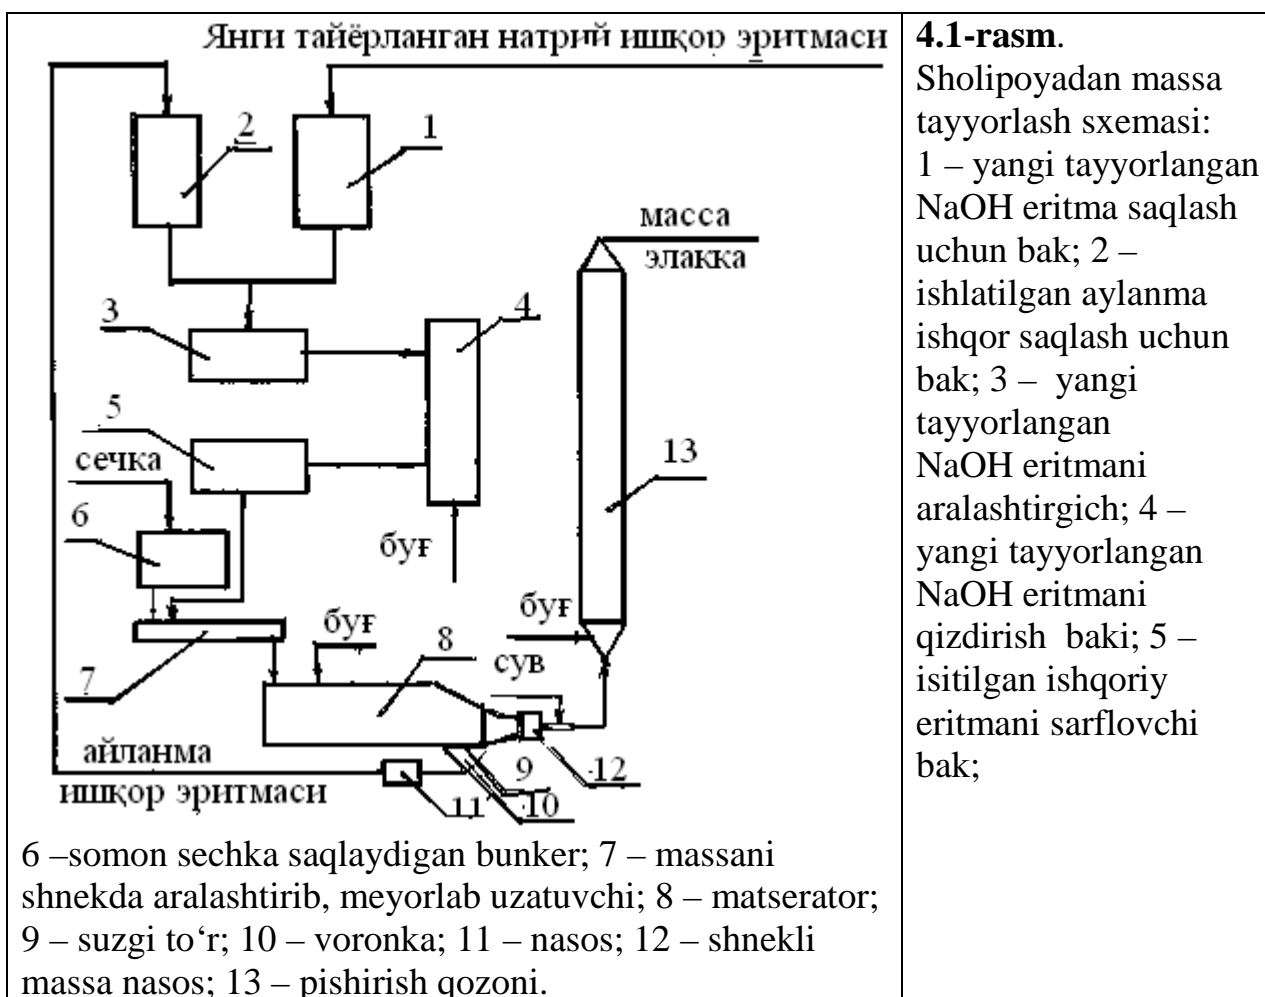 Янги тайёрланган натрий ишқор эритмаси
2
1
масса
элакка
3
4
5
сечка
13
6
буғ
буғ
буғ
8
сув
7
айланма
9
12
ишқор эритмаси
11
10
6 –somon sechka saqlaydigan bunker; 7 – massani
shnekda aralashtirib, meyorlab uzatuvchi; 8 – matserator;
9 – suzgi to‘r; 10 – voronka; 11 – nasos; 12 – shnekli
massa nasos; 13 – pishirish qozoni.
4.1-rasm.
Sholipoyadan massa
tayyorlash sxemasi:
1 – yangi tayyorlangan
NaOH eritma saqlash
uchun bak; 2 –
ishlatilgan aylanma
ishqor saqlash uchun
bak; 3 – yangi
tayyorlangan
NaOH eritmani
aralashtirgich; 4 –
yangi tayyorlangan
NaOH eritmani
qizdirish baki; 5 –
isitilgan ishqoriy
eritmani sarflovchi
bak;